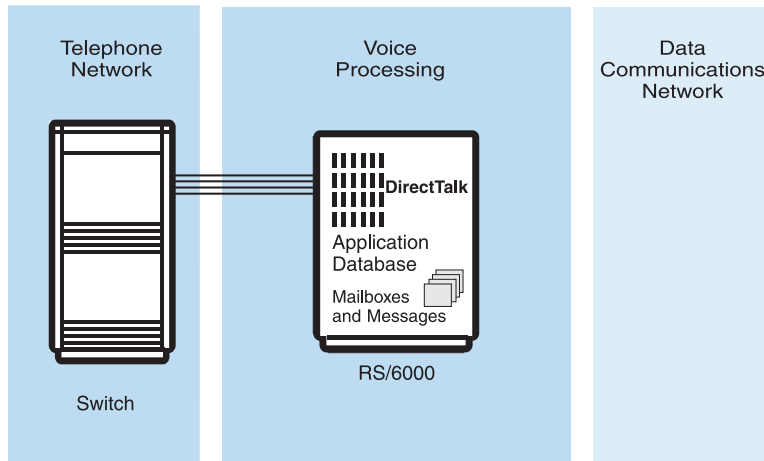 Telephone
Network
Voice
Processing
Data
Communications
Network
DirectTalk
Application
Database
Mailboxes
and Messages
RS/6000
Switch